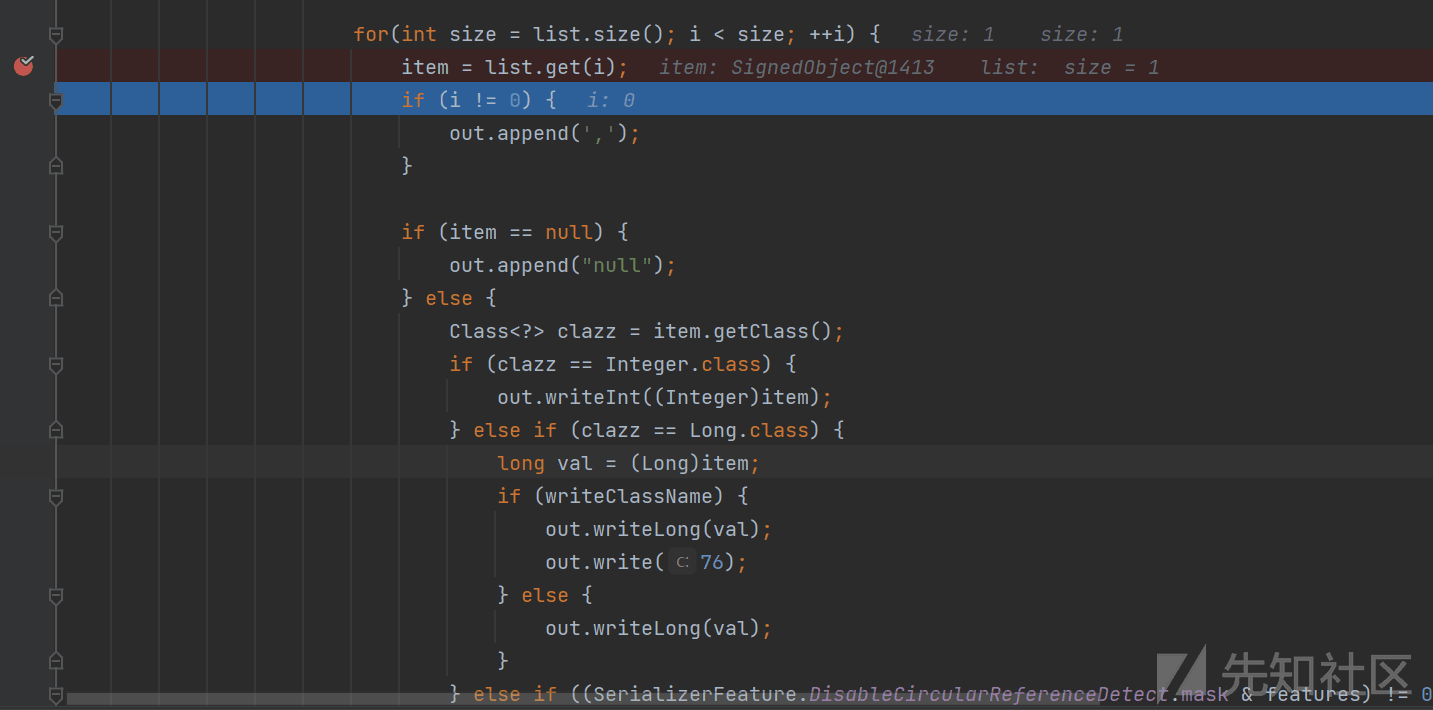 for(int size = list.size(); i < size; ++i) { size: 1 size: 1
item = list.get(i); item: SignedObject@1413 list: size = 1
if (i != 0) { i: 0
out.append(',');
}
if (item == null) {
out.append("null");
} else {
Class<?> clazz = item.getClass();
if (clazz == Integer.class) {
out.writeInt((Integer)item);
} else if (clazz == Long.class) {
long val = (Long)item;
if (writeClassName) {
out.writeLong(val);
out.write( c: 76);
} else {
out.writeLong(val);
}
} else if ((SerializerFeature.DisableCircularReferenceDetect.mask & features) != 0
先知社区